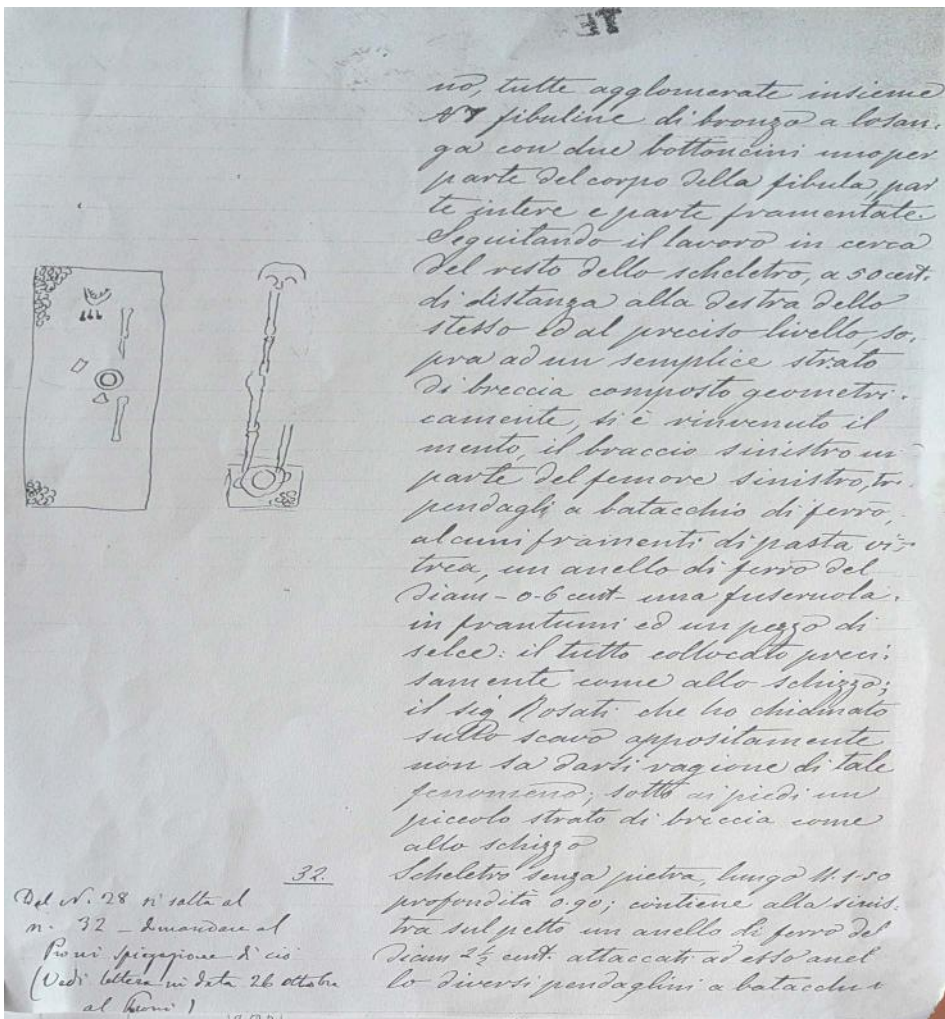 no, tutte agglomerate insieme
N 7 fibuline di bronzo a losan-
ga con due bottoncini uno per
parte del corpo della fibula, par
te intere e parte framentate.
Seguitando il lavoro in cerca
del resto dello scheletro, a 50 cent.
di distanza alla destra dello
stesso ed al preciso livello, so-
pra ad un semplice strato
di breccia composto geometri-
camente, si è rinvenuto il
mento, il braccio sinistro
parte del femore sinistro, tre
pendagli a batacchio di ferro,
alcuni framenti di pasta vi-
trea, un anello di ferro del
diam - 0-6 cent - una fuseruola
in frantumi ed un pezzo di
selce: il tutto collocato preci-
samente come allo schizzo;
il sig Rosati che ho chiamato
sullo scavo appositamente
non sa darsi ragione di tale
fenomeno; sotto ai piedi un
piccolo strato di breccia come
allo schizzo
32.
Scheletro senza pietra, lungo M. 1.50
profondità 0.90; contiene alla sinis-
tra sul petto un anello di ferro del
diam 2½ cent. attaccati ad esso anel
lo diversi pendaglini a batacchi
Dal N. 28 si salta al
n. 32 - domandare al
spiegazione di ciò
(Vedi lettera in data 26 ottobre
al